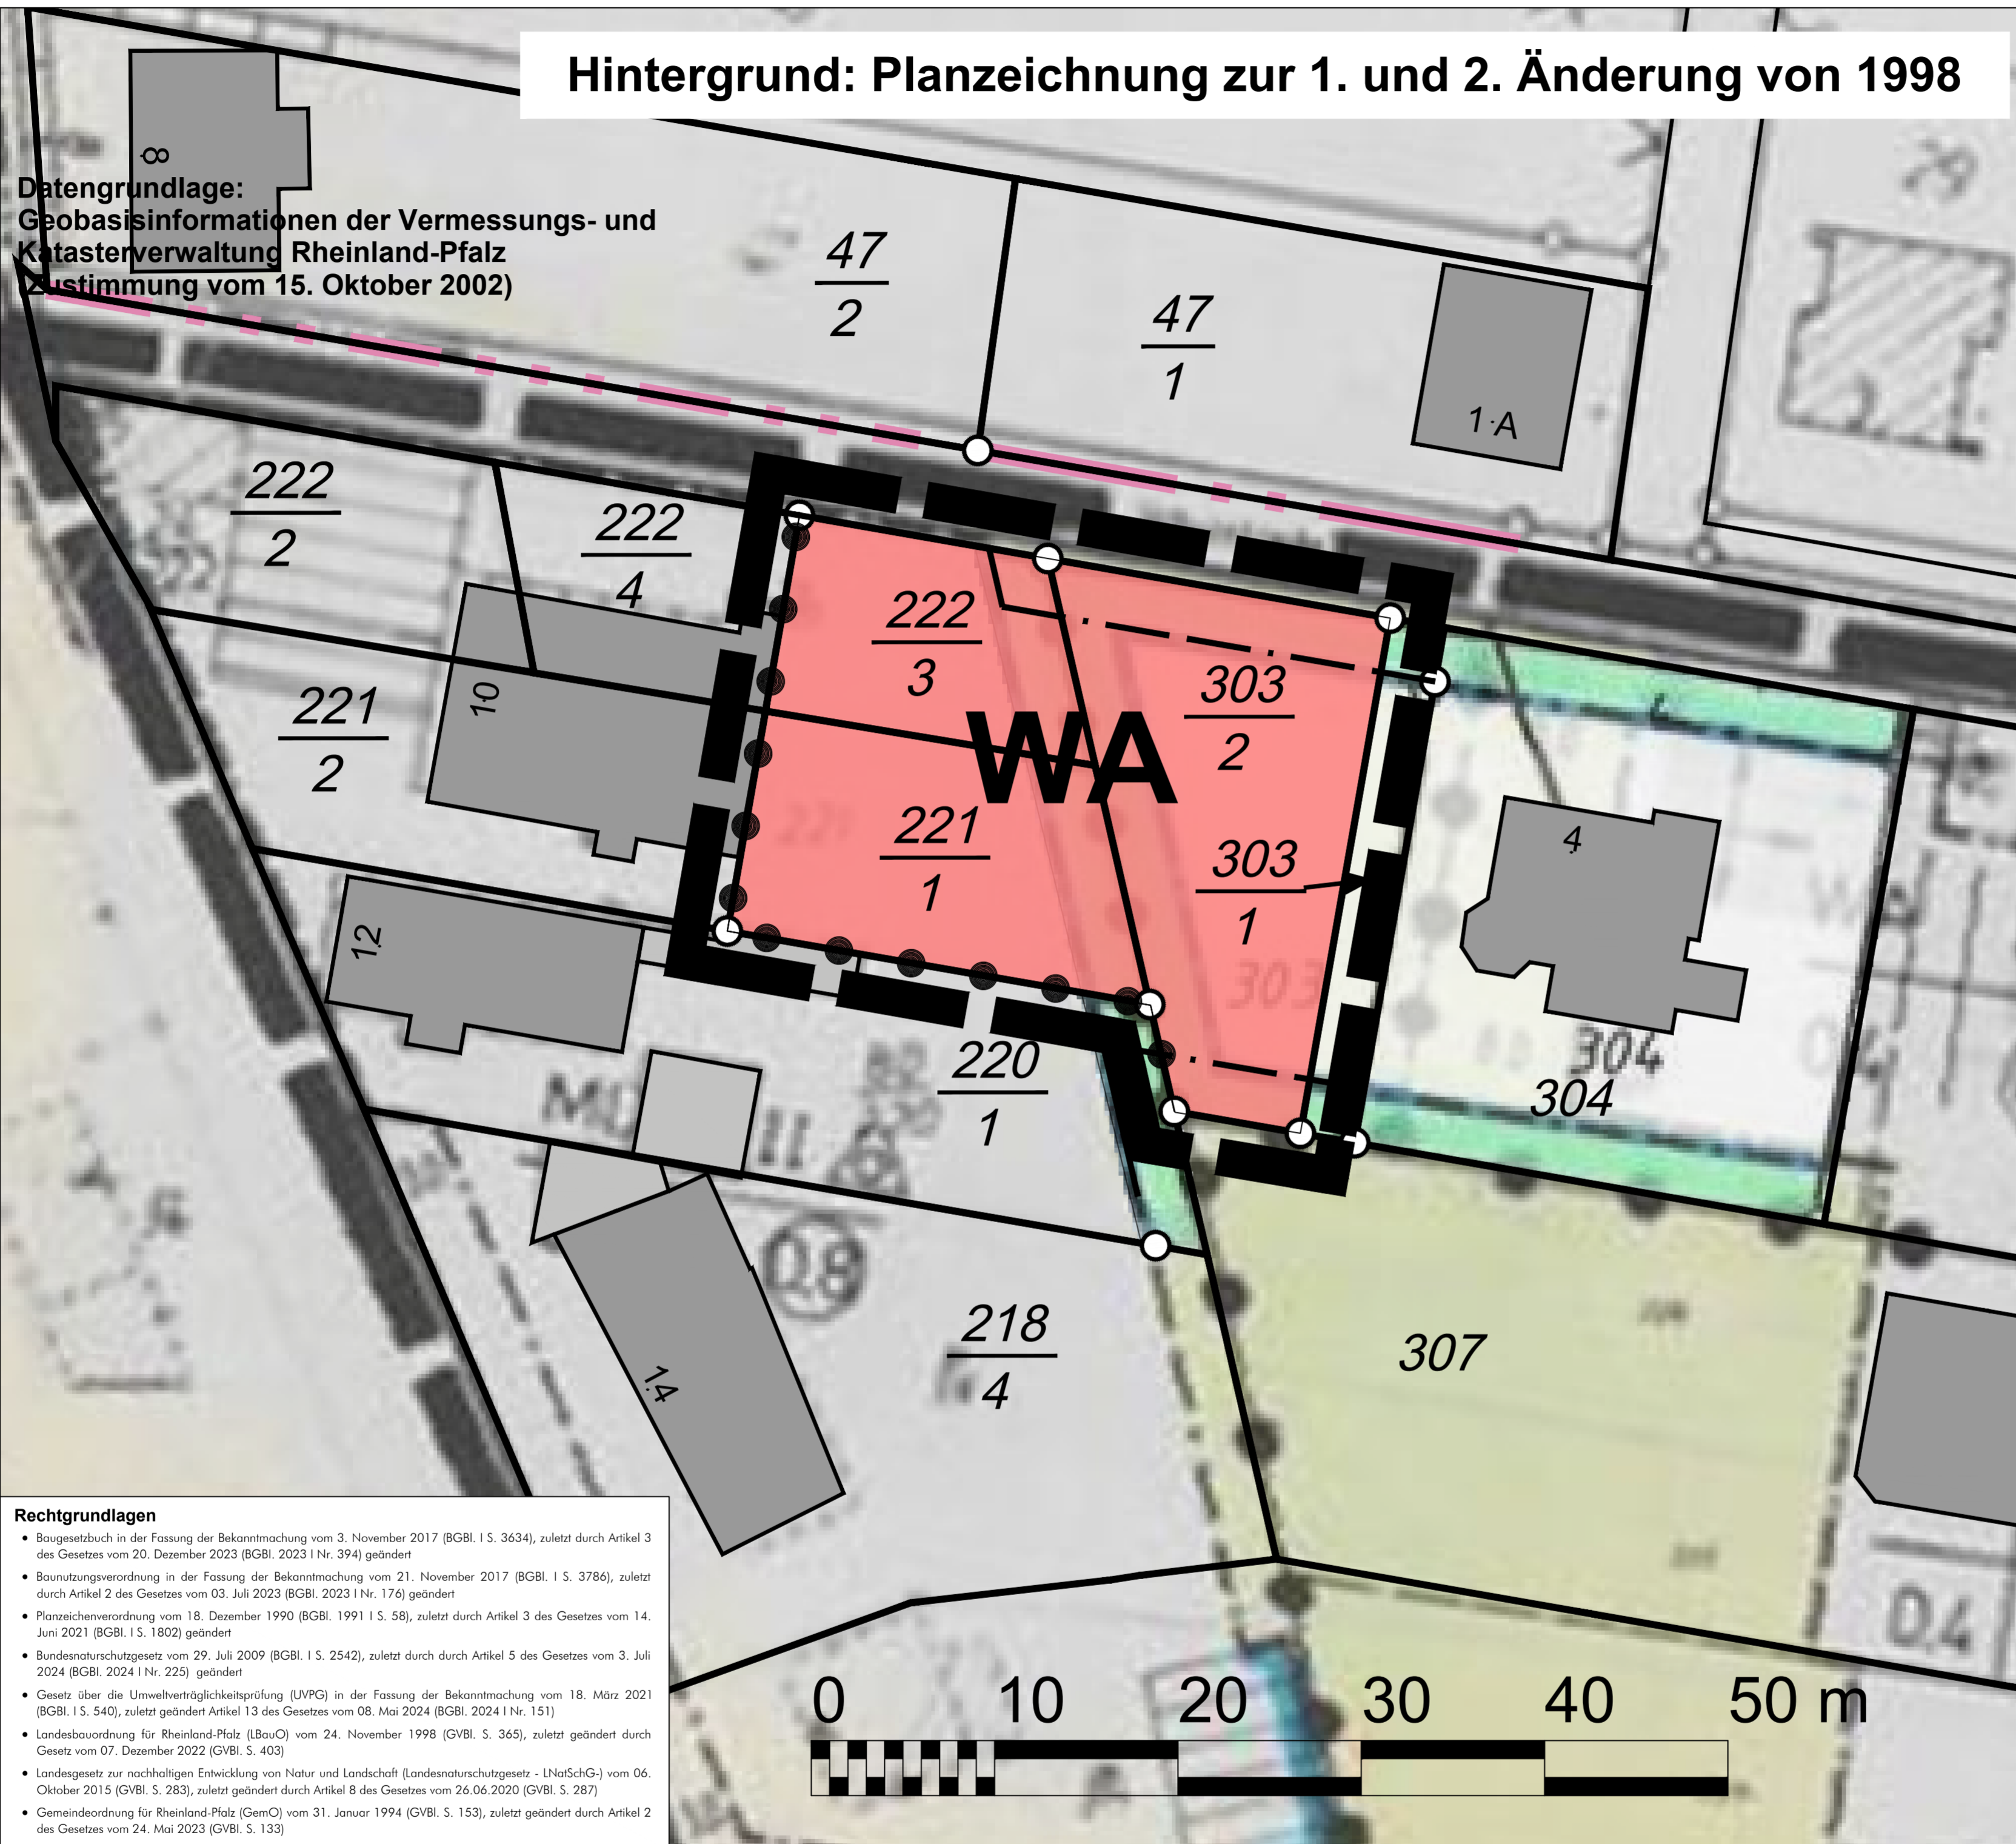 Hintergrund: Planzeichnung zur 1. und 2. Änderung von 1998
8
Datengrundlage:
Geobasisinformationen der Vermessungs- und
Katasterverwaltung Rheinland-Pfalz
(Zustimmung vom 15. Oktober 2002)
29
47
2
47
1
1 A
222
2
222
4
222
3
303
2
221
2
10
WA
221
1
303
1
4
12
303
304
304
220
1
MD
II
0,8
218
4
307
14
0.4
Rechtgrundlagen
• Baugesetzbuch in der Fassung der Bekanntmachung vom 3. November 2017 (BGBl. I S. 3634), zuletzt durch Artikel 3
des Gesetzes vom 20. Dezember 2023 (BGBl. 2023 I Nr. 394) geändert
• Baunutzungsverordnung in der Fassung der Bekanntmachung vom 21. November 2017 (BGBl. I S. 3786), zuletzt
durch Artikel 2 des Gesetzes vom 03. Juli 2023 (BGBl. 2023 I Nr. 176) geändert
• Planzeichenverordnung vom 18. Dezember 1990 (BGBl. 1991 I S. 58), zuletzt durch Artikel 3 des Gesetzes vom 14.
Juni 2021 (BGBl. I S. 1802) geändert
• Bundesnaturschutzgesetz vom 29. Juli 2009 (BGBl. I S. 2542), zuletzt durch durch Artikel 5 des Gesetzes vom 3. Juli
2024 (BGBl. 2024 I Nr. 225) geändert
• Gesetz über die Umweltverträglichkeitsprüfung (UVPG) in der Fassung der Bekanntmachung vom 18. März 2021
(BGBl. I S. 540), zuletzt geändert Artikel 13 des Gesetzes vom 08. Mai 2024 (BGBl. 2024 I Nr. 151)
• Landesbauordnung für Rheinland-Pfalz (LBauO) vom 24. November 1998 (GVBl. S. 365), zuletzt geändert durch
Gesetz vom 07. Dezember 2022 (GVBl. S. 403)
• Landesgesetz zur nachhaltigen Entwicklung von Natur und Landschaft (Landesnaturschutzgesetz - LNatSchG-) vom 06.
Oktober 2015 (GVBl. S. 283), zuletzt geändert durch Artikel 8 des Gesetzes vom 26.06.2020 (GVBl. S. 287)
• Gemeindeordnung für Rheinland-Pfalz (GemO) vom 31. Januar 1994 (GVBl. S. 153), zuletzt geändert durch Artikel 2
des Gesetzes vom 24. Mai 2023 (GVBl. S. 133)
0 10 20 30 40 50 m